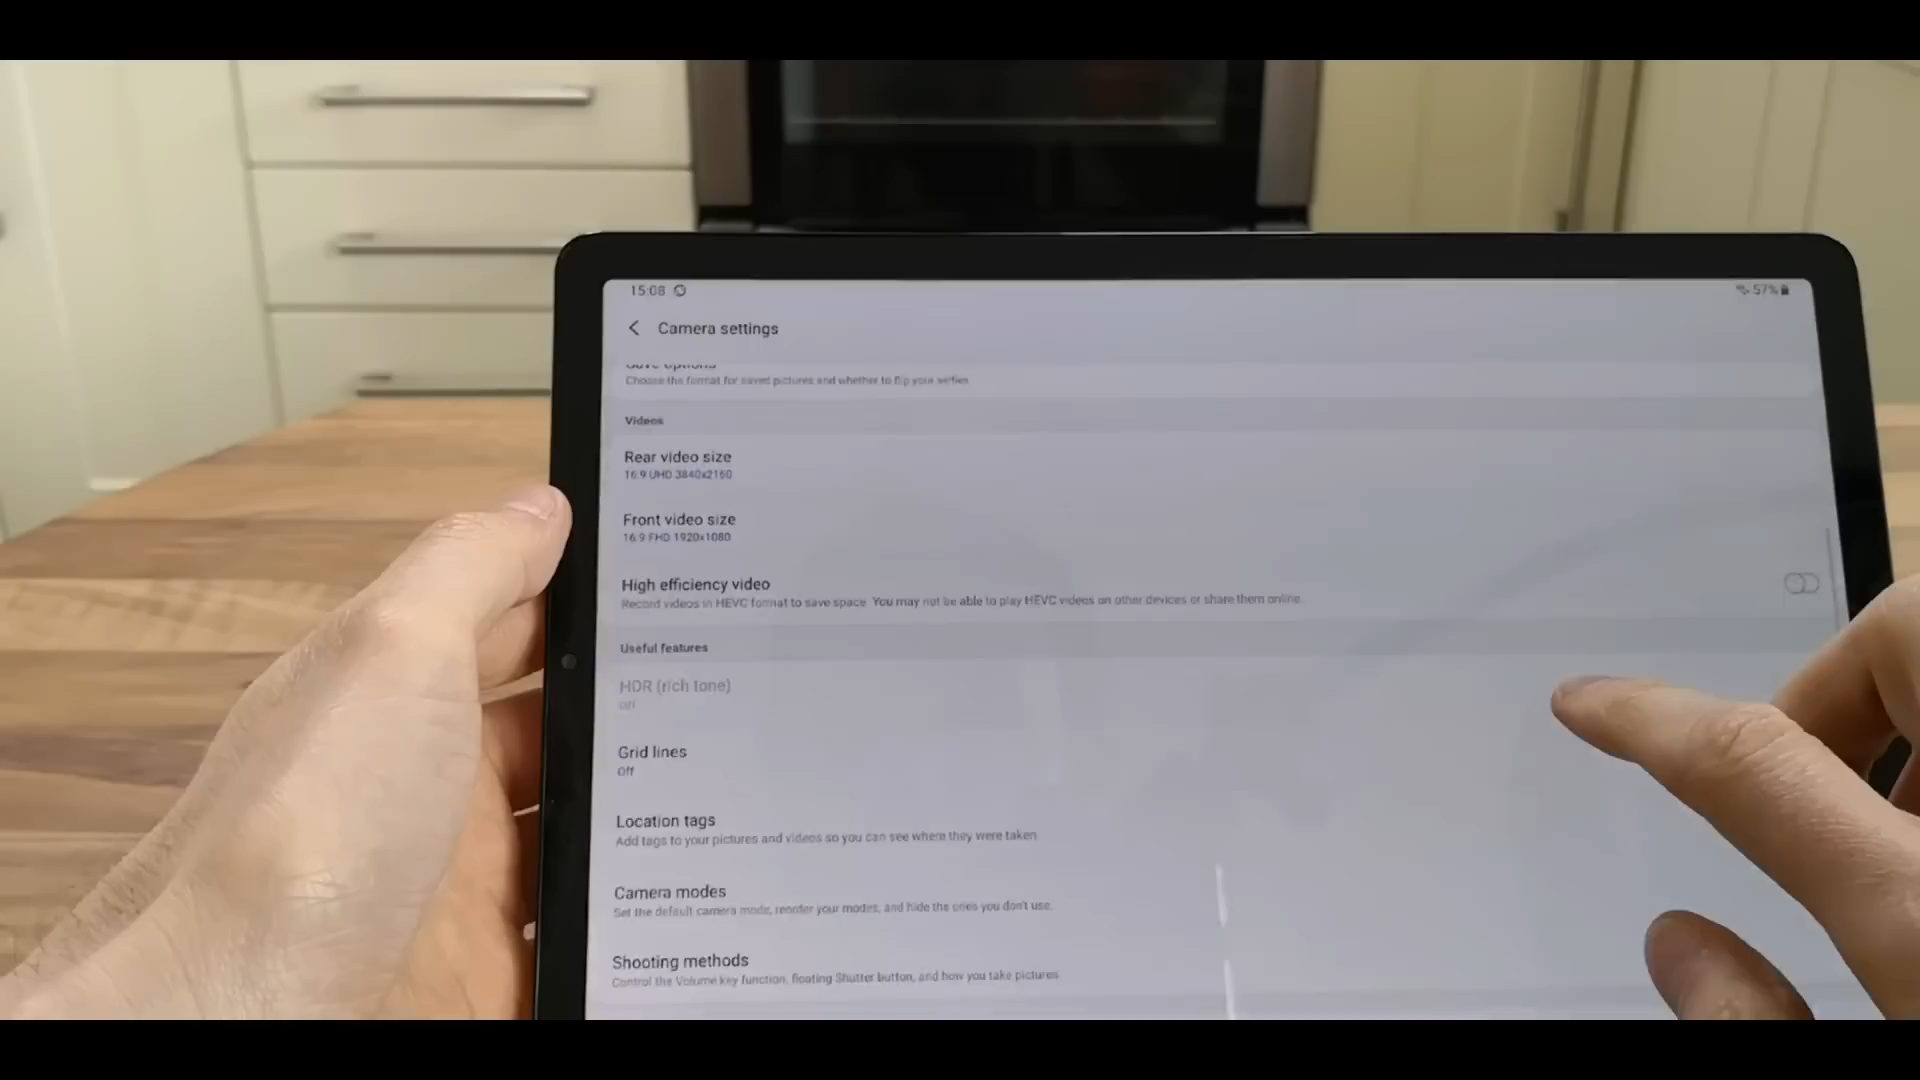 15:08
57%
Camera settings
Save options
Choose the format for saved pictures and whether to flip your selfies
Videos
Rear video size
16:9 UHD 3840x2160
Front video size
16:9 FHD 1920x1080
High efficiency video
Record videos in HEVC format to save space. You may not be able to play HEVC videos on other devices or share them online.
Useful features
HDR (rich tone)
Off
Grid lines
Off
Location tags
Add tags to your pictures and videos so you can see where they were taken
Camera modes
Set the default camera mode, reorder your modes, and hide the ones you don't use.
Shooting methods
Control the Volume key function, floating Shutter button, and how you take pictures